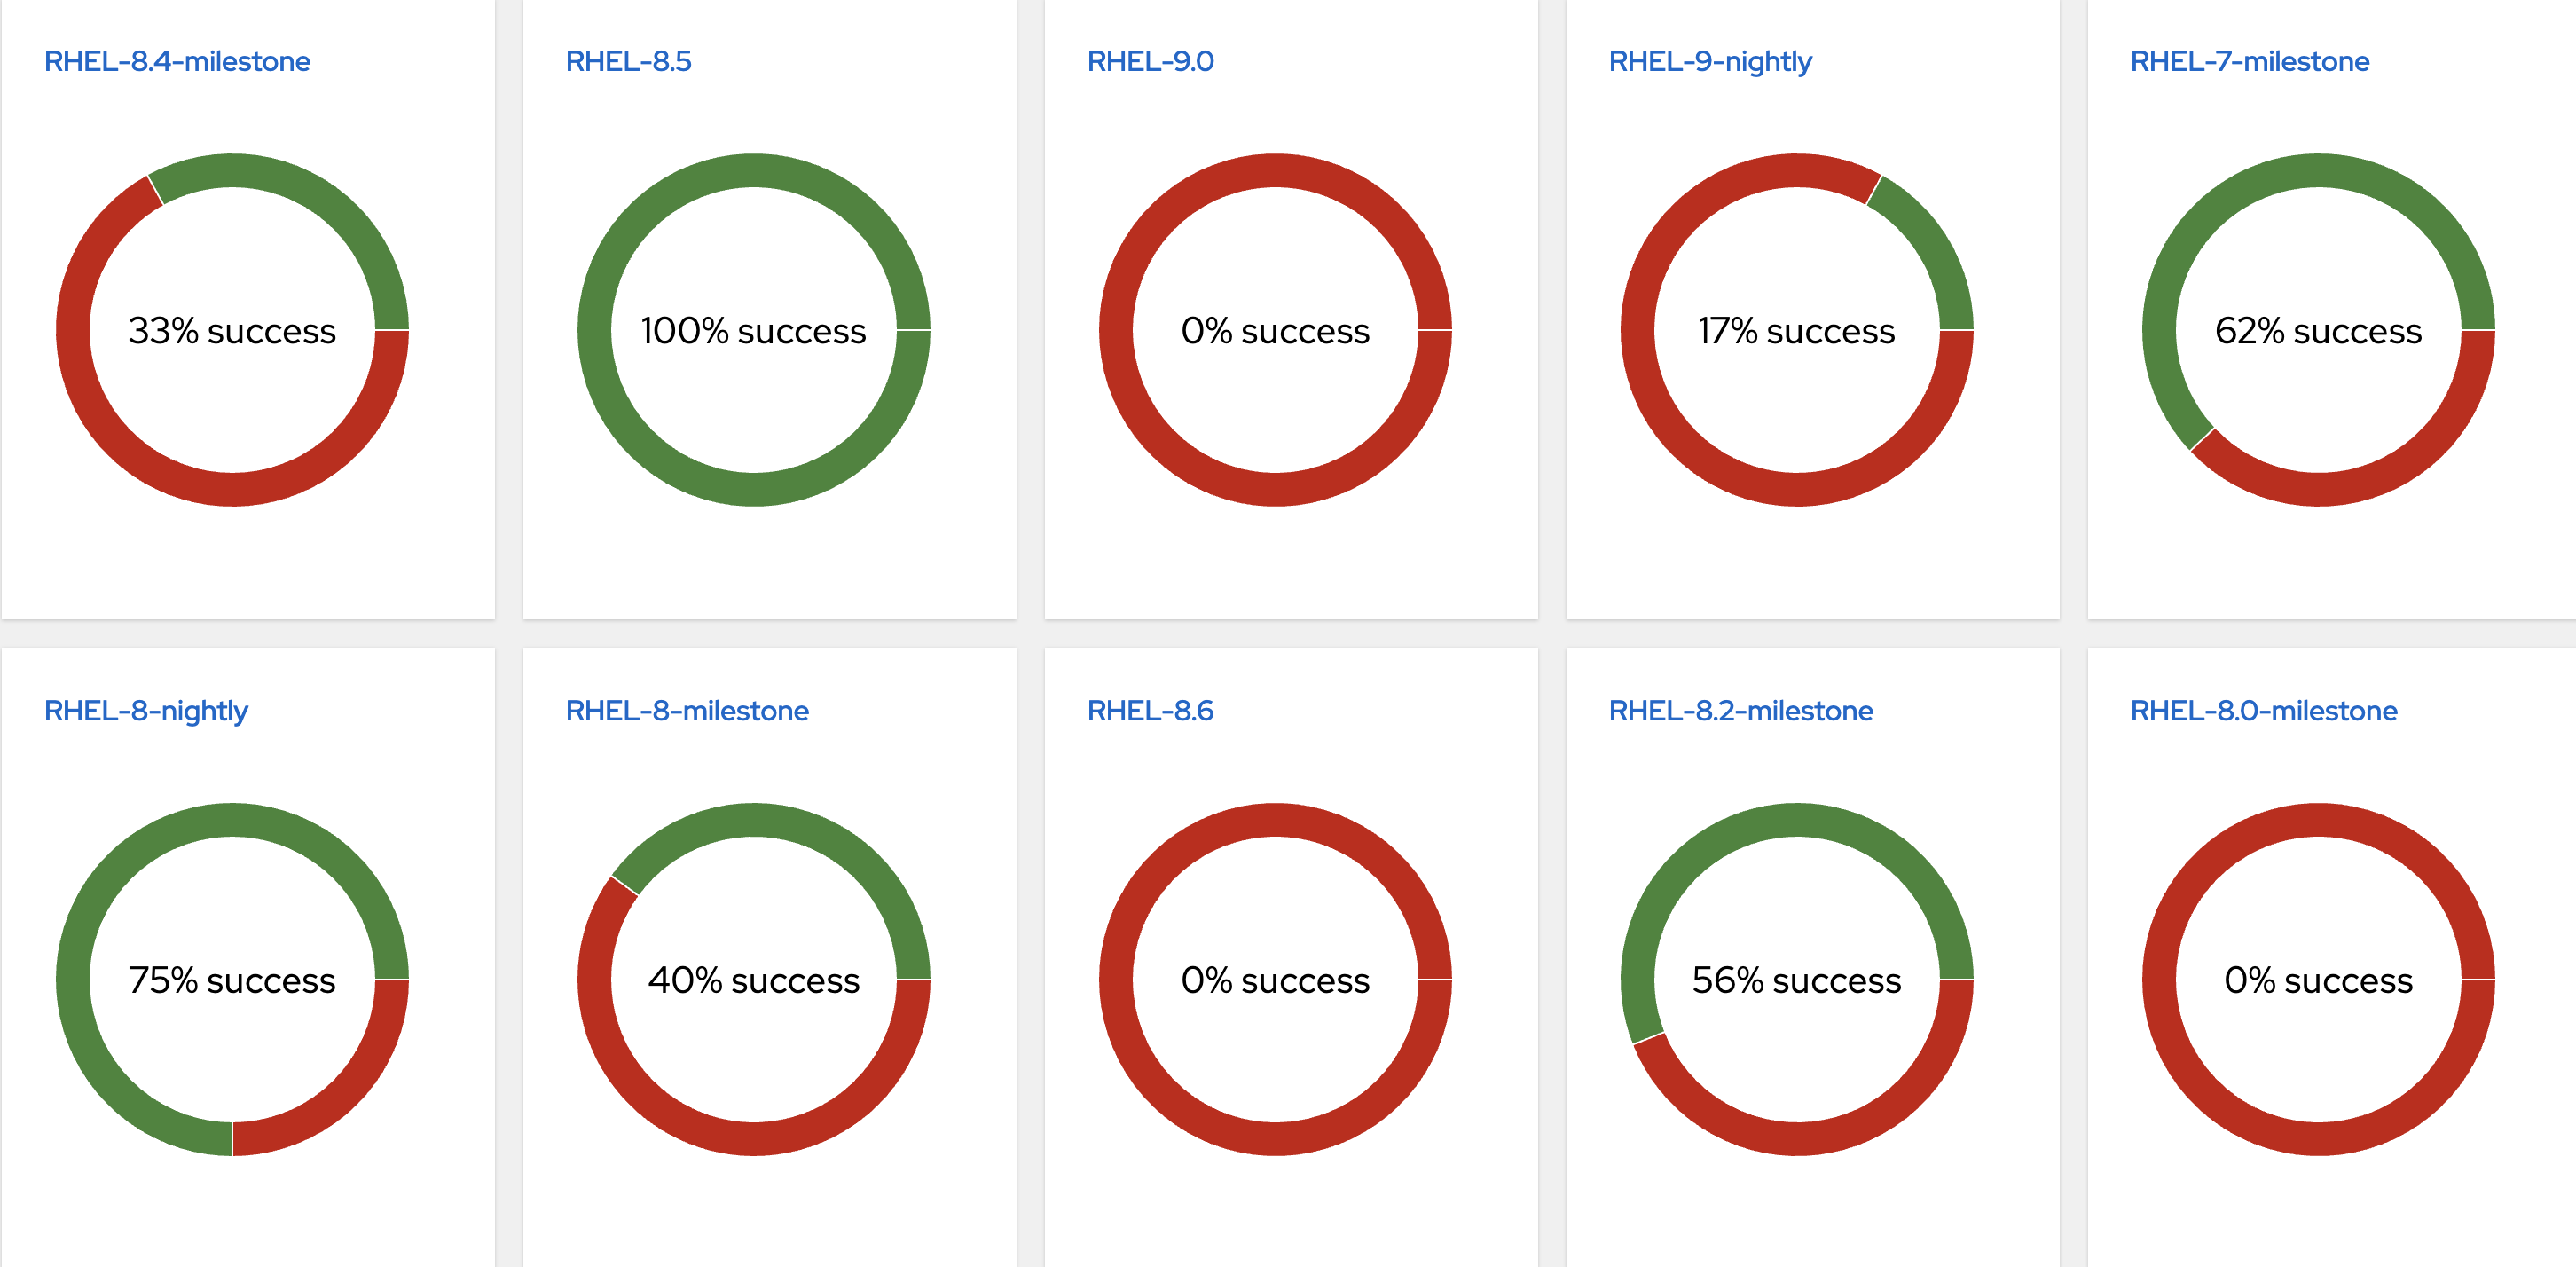 RHEL-8.4-milestone
33% success
RHEL-8.5
100% success
RHEL-9.0
0% success
RHEL-9-nightly
17% success
RHEL-7-milestone
62% success
RHEL-8-nightly
75% success
RHEL-8-milestone
40% success
RHEL-8.6
0% success
RHEL-8.2-milestone
56% success
RHEL-8.0-milestone
0% success